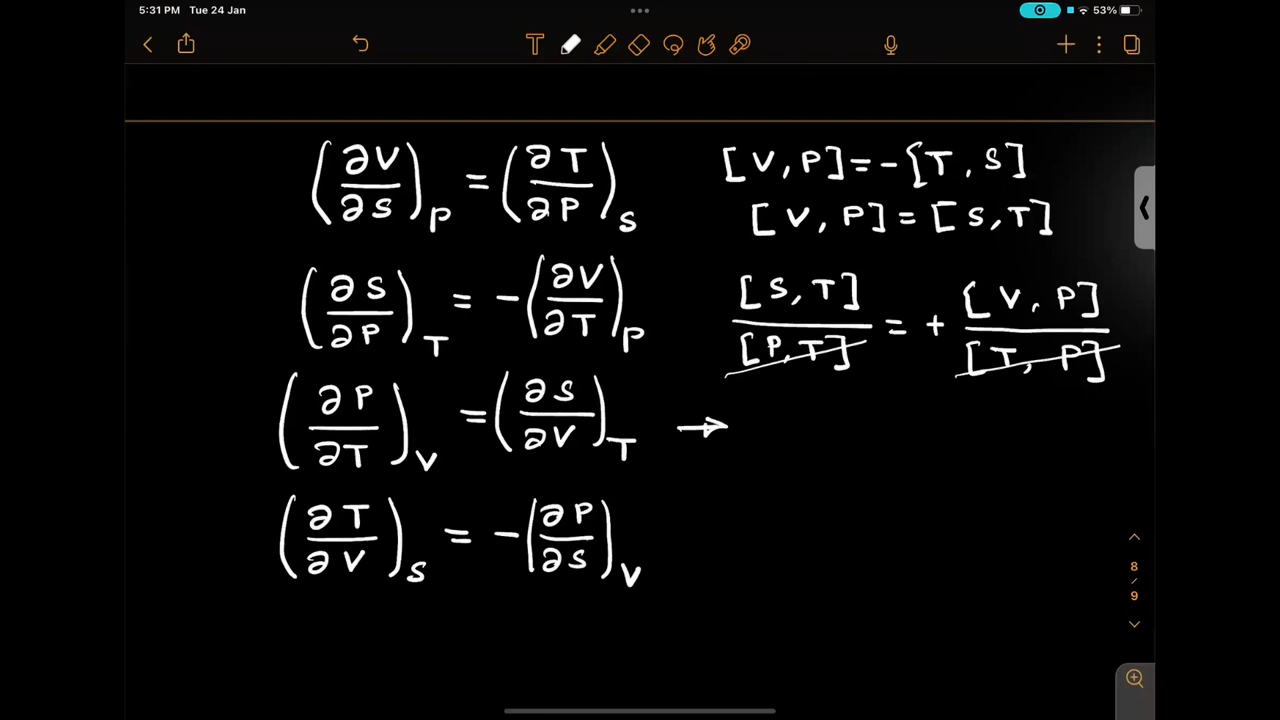 5:31 PM Tue 24 Jan
53%
T
(∂V/∂S)_P = (∂T/∂P)_S
[V, P] = -[T, S]
[V, P] = [S, T]
(∂S/∂P)_T = -(∂V/∂T)_P
[S, T]/[P, T] = + [V, P]/[T, P]
(∂P/∂T)_V = (∂S/∂V)_T →
(∂T/∂V)_S = -(∂P/∂S)_V
8
/
9